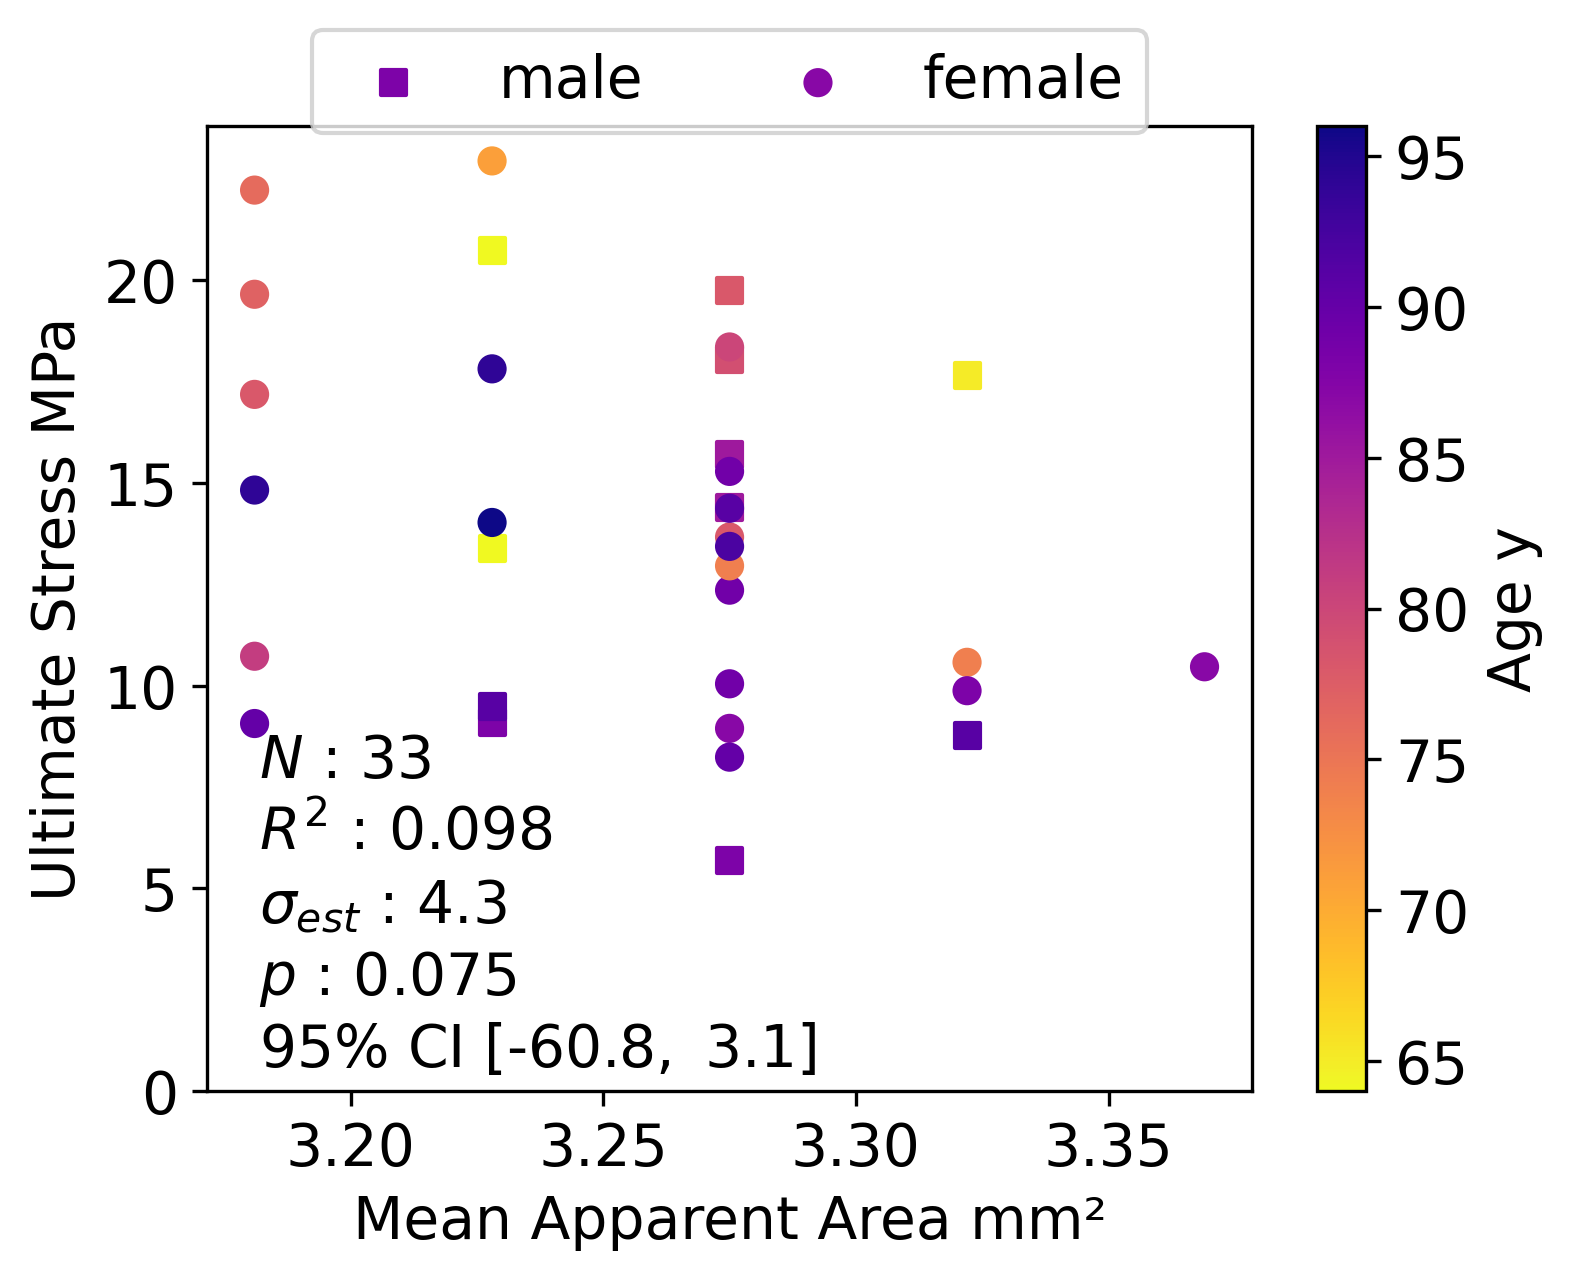 male female
20
15
10
5
0
Ultimate Stress MPa
N : 33
R² : 0.098
σest : 4.3
p : 0.075
95% CI [-60.8, 3.1]
3.20 3.25 3.30 3.35
Mean Apparent Area mm²
95
90
85
80
75
70
65
Age y